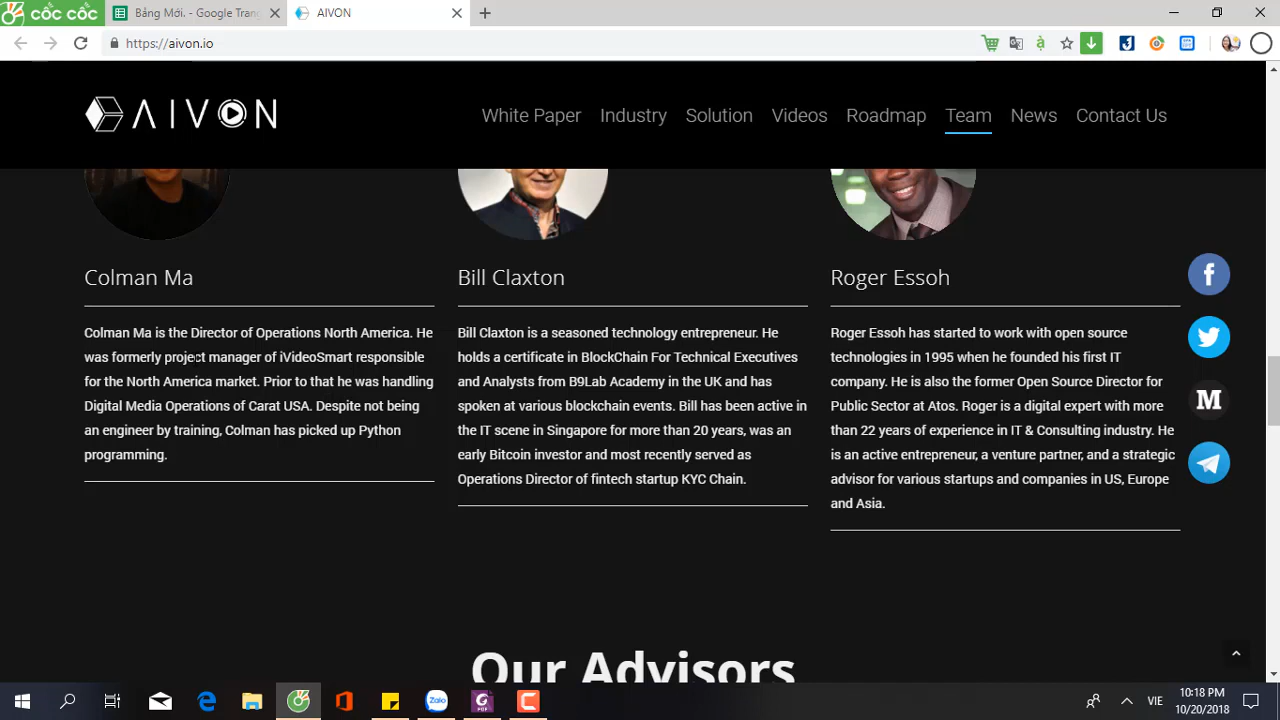 cốc cốc
Bảng Mới. - Google Trang
AIVON
https://aivon.io
AIVON
White Paper Industry Solution Videos Roadmap Team News Contact Us
Colman Ma
Colman Ma is the Director of Operations North America. He
was formerly project manager of iVideoSmart responsible
for the North America market. Prior to that he was handling
Digital Media Operations of Carat USA. Despite not being
an engineer by training, Colman has picked up Python
programming.
Bill Claxton
Bill Claxton is a seasoned technology entrepreneur. He
holds a certificate in BlockChain For Technical Executives
and Analysts from B9Lab Academy in the UK and has
spoken at various blockchain events. Bill has been active in
the IT scene in Singapore for more than 20 years, was an
early Bitcoin investor and most recently served as
Operations Director of fintech startup KYC Chain.
Roger Essoh
Roger Essoh has started to work with open source
technologies in 1995 when he founded his first IT
company. He is also the former Open Source Director for
Public Sector at Atos. Roger is a digital expert with more
than 22 years of experience in IT & Consulting industry. He
is an active entrepreneur, a venture partner, and a strategic
advisor for various startups and companies in US, Europe
and Asia.
Our Advisors
Zalo
PDF
VIE
10:18 PM
10/20/2018